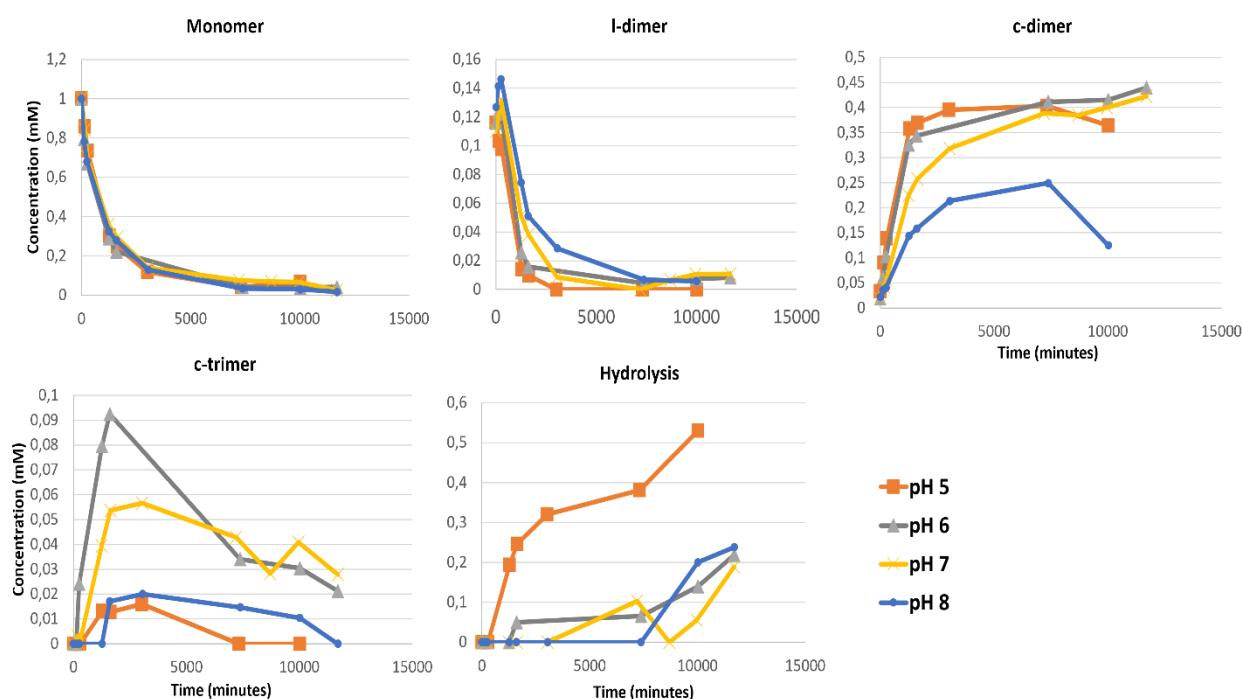 Monomer
Concentration (mM)
1,2
1
0,8
0,6
0,4
0,2
0
0 5000 10000 15000
l-dimer
0,16
0,14
0,12
0,1
0,08
0,06
0,04
0,02
0
0 5000 10000 15000
c-dimer
0,5
0,45
0,4
0,35
0,3
0,25
0,2
0,15
0,1
0,05
0
0 5000 10000 15000
Time (minutes)
c-trimer
Concentration (mM)
0,1
0,09
0,08
0,07
0,06
0,05
0,04
0,03
0,02
0,01
0
0 5000 10000 15000
Time (minutes)
Hydrolysis
0,6
0,5
0,4
0,3
0,2
0,1
0
0 5000 10000 15000
Time (minutes)
pH 5
pH 6
pH 7
pH 8